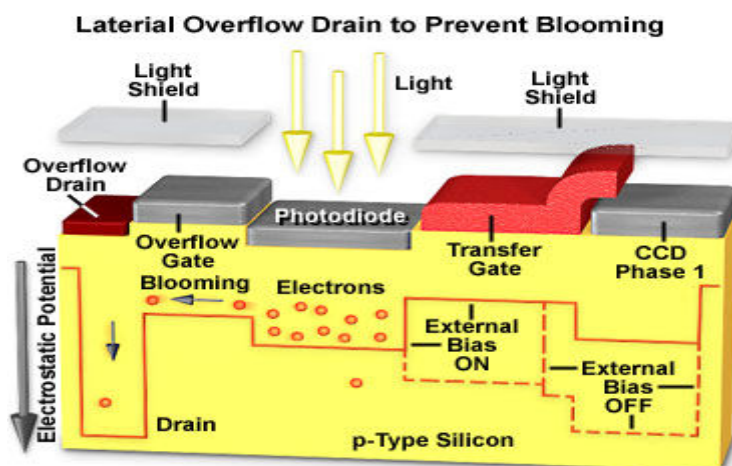 Laterial Overflow Drain to Prevent Blooming
Light
Shield
Light
Light
Shield
Overflow
Drain
Photodiode
Overflow
Gate
Transfer
Gate
CCD
Phase 1
Blooming
Electrons
Electrostatic Potential
External
Bias
ON
External
Bias
OFF
Drain
p-Type Silicon